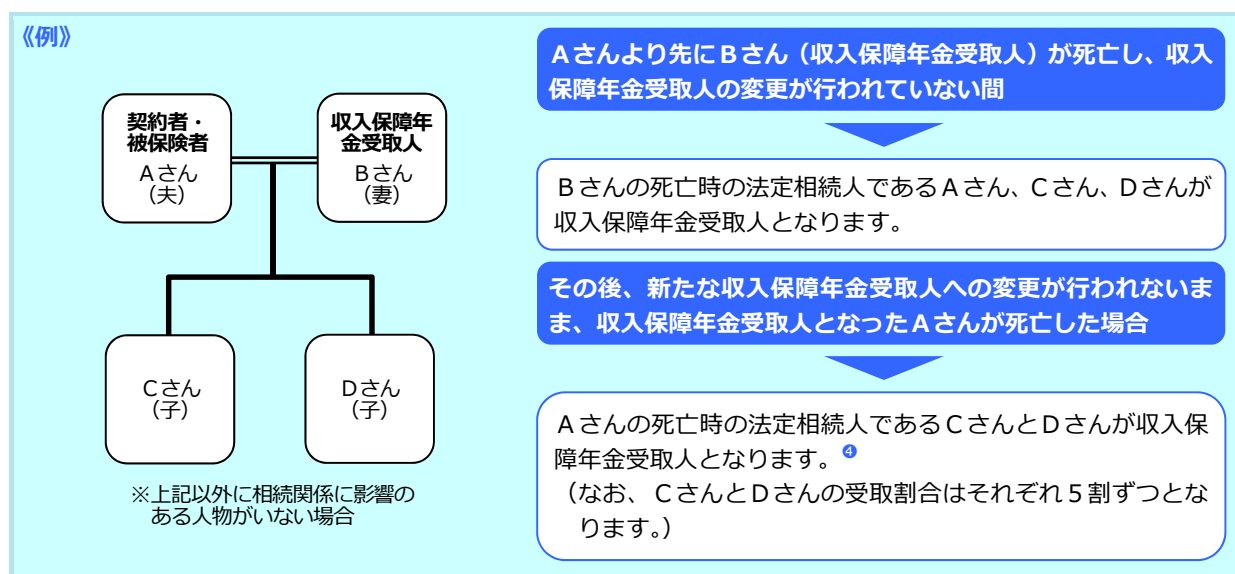 《例》
契約者・
被保険者
Aさん
(夫)
収入保障年
金受取人
Bさん
(妻)
Cさん
(子)
Dさん
(子)
※上記以外に相続関係に影響の
ある人物がいない場合
Aさんより先にBさん（収入保障年金受取人）が死亡し、収入
保障年金受取人の変更が行われていない間
Bさんの死亡時の法定相続人であるAさん、Cさん、Dさんが
収入保障年金受取人となります。
その後、新たな収入保障年金受取人への変更が行われないま
ま、収入保障年金受取人となったAさんが死亡した場合
Aさんの死亡時の法定相続人であるCさんとDさんが収入保
障年金受取人となります。❹
（なお、CさんとDさんの受取割合はそれぞれ5割ずつとな
ります。）